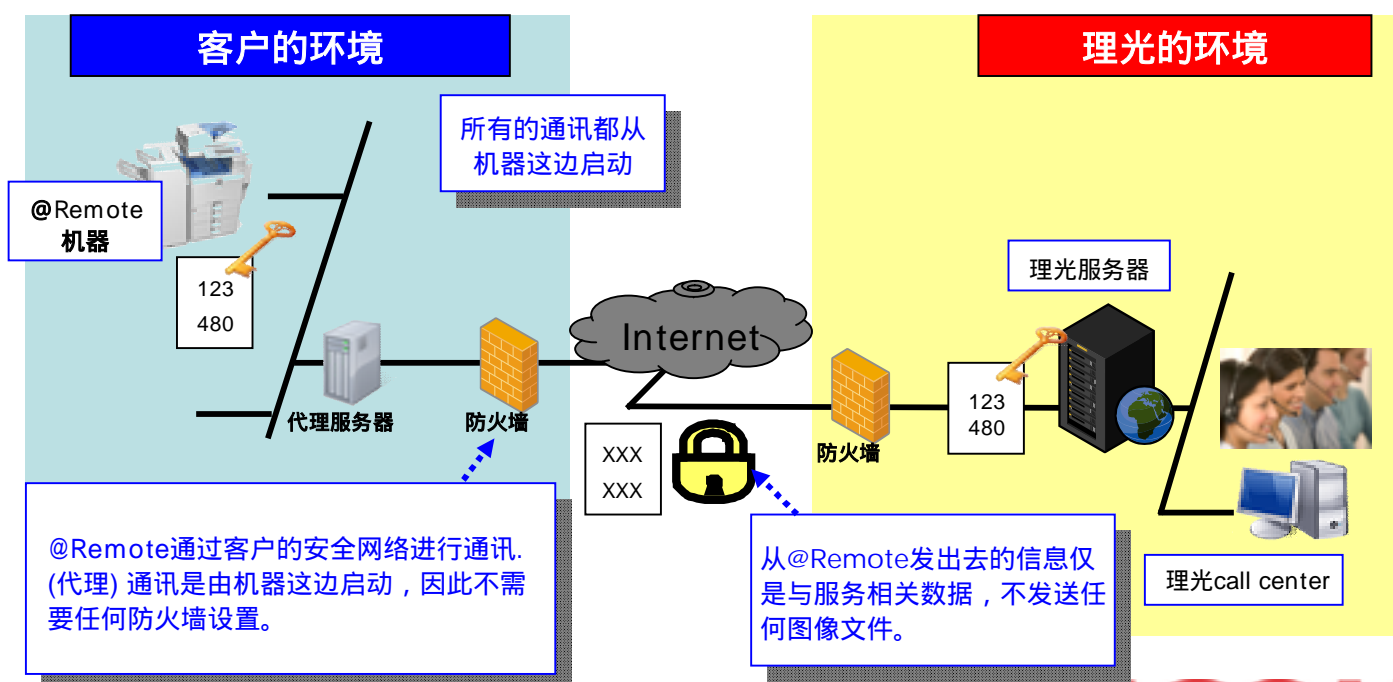 客户的环境
理光的环境
所有的通讯都从
机器这边启动
@Remote
机器
123
480
理光服务器
Internet
代理服务器
防火墙
防火墙
123
480
XXX
XXX
@Remote通过客户的安全网络进行通讯.
(代理) 通讯是由机器这边启动，因此不需
要任何防火墙设置。
从@Remote发出去的信息仅
是与服务相关数据，不发送任
何图像文件。
理光call center